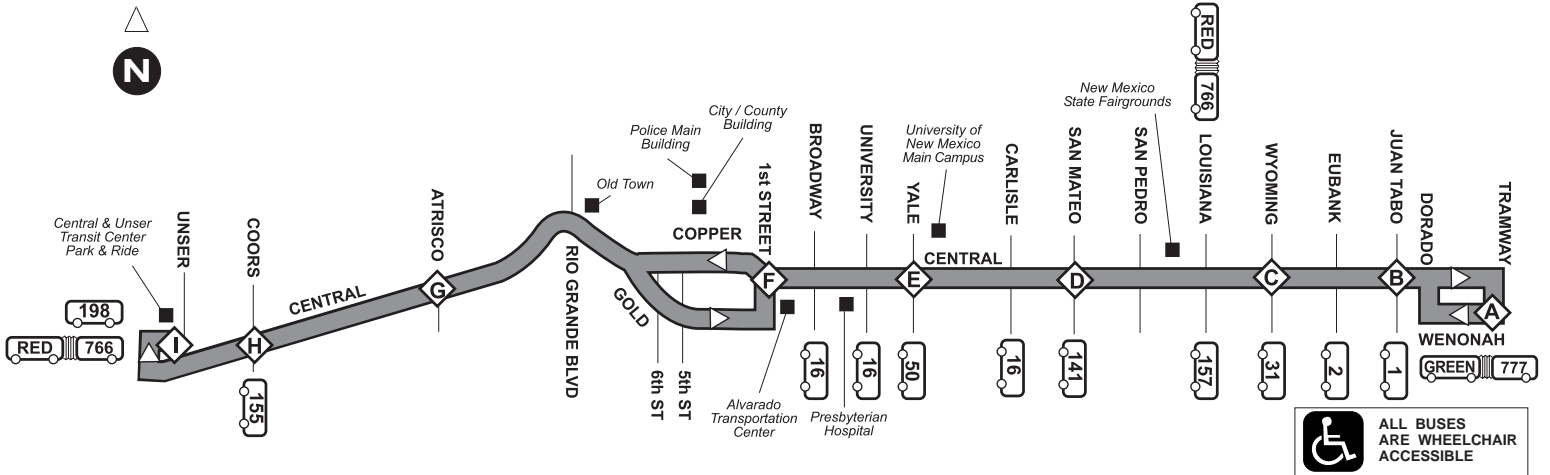 N
RED
766
New Mexico
State Fairgrounds
City / County
Building
Police Main
Building
Old Town
University of
New Mexico
Main Campus
Central & Unser
Transit Center
Park & Ride
UNSER
COORS
ATRISCO
RIO GRANDE BLVD
COPPER
1st STREET
BROADWAY
UNIVERSITY
YALE
CARLISLE
SAN MATEO
SAN PEDRO
LOUISIANA
WYOMING
EUBANK
JUAN TABO
DORADO
TRAMWAY
CENTRAL
CENTRAL
GOLD
I
H
G
F
E
D
C
B
A
WENONAH
198
RED
766
155
6th ST
5th ST
Alvarado
Transportation
Center
Presbyterian
Hospital
16
16
50
16
141
157
31
2
1
GREEN
777
ALL BUSES
ARE WHEELCHAIR
ACCESSIBLE